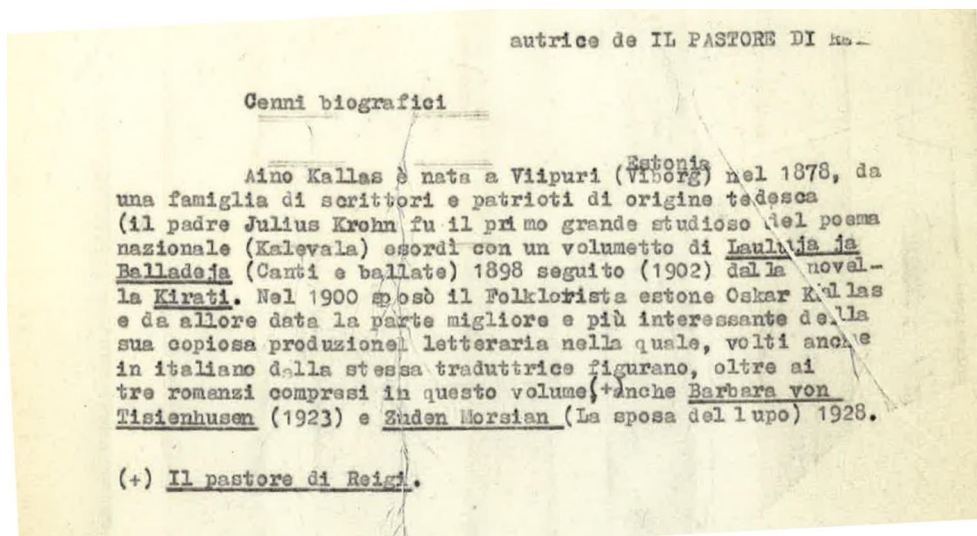 autrice de IL PASTORE DI
Cenni biografici
Estonia
Aino Kallas è nata a Viipuri (Viborg) nel 1878, da
una famiglia di scrittori e patrioti di origine tedesca
(il padre Julius Krohn fu il primo grande studioso del poema
nazionale (Kalevala) esordì con un volumetto di Lauluja ja
Balladeja (Canti e ballate) 1898 seguito (1902) dalla novel-
la Kirati. Nel 1900 sposò il Folklorista estone Oskar Kallas
e da allore data la parte migliore e più interessante della
sua copiosa produzione letteraria nella quale, volti anche
in italiano dalla stessa traduttrice figurano, oltre ai
tre romanzi compresi in questo volume (+) anche Barbara von
Tisienhusen (1923) e Morsian (La sposa del lupo) 1928.
(+) Il pastore di Reigi.